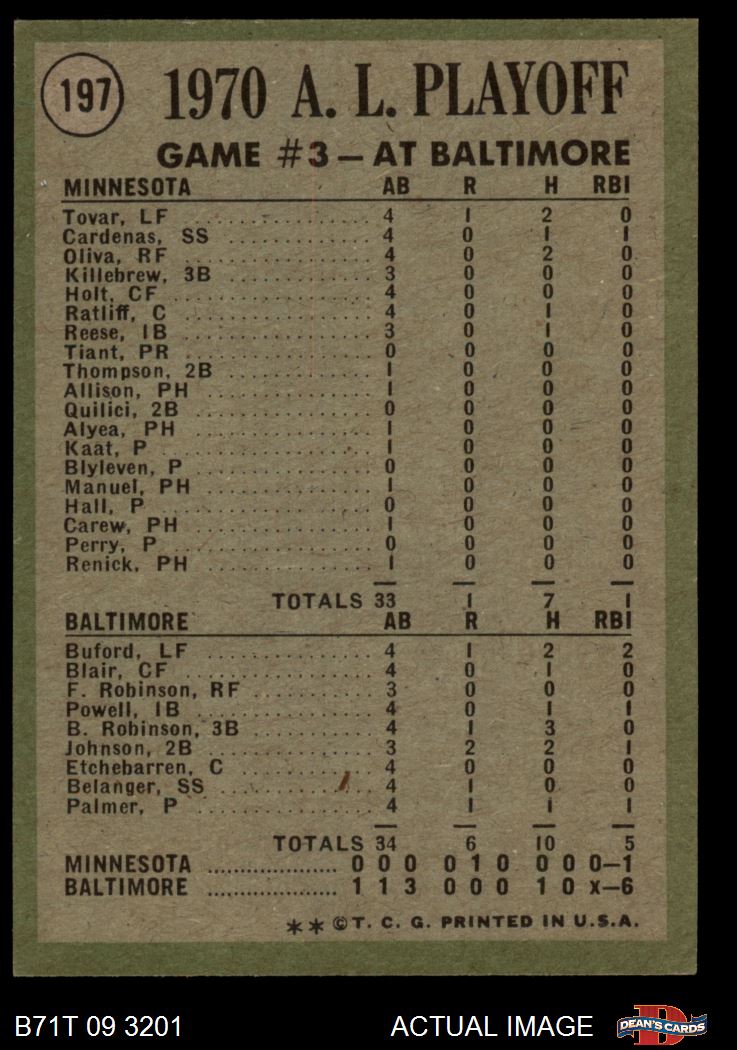 197
1970 A. L. PLAYOFF
GAME #3 – AT BALTIMORE
MINNESOTA AB R H RBI
Tovar, LF .................. 4 1 2 0
Cardenas, SS ............. 4 0 1 1
Oliva, RF .................. 4 0 2 0
Killebrew, 3B .............. 3 0 0 0
Holt, CF ................... 4 0 0 0
Ratliff, C .................. 4 0 1 0
Reese, 1B ................. 3 0 1 0
Tiant, PR .................. 0 0 0 0
Thompson, 2B ............. 1 0 0 0
Allison, PH ................ 1 0 0 0
Quilici, 2B ................ 0 0 0 0
Alyea, PH ................. 1 0 0 0
Kaat, P .................... 1 0 0 0
Blyleven, P ................ 0 0 0 0
Manuel, PH ................ 1 0 0 0
Hall, P .................... 0 0 0 0
Carew, PH ................ 1 0 0 0
Perry, P ................... 0 0 0 0
Renick, PH ................ 1 0 0 0
TOTALS 33 1 7 1
BALTIMORE AB R H RBI
Buford, LF ................. 4 1 2 2
Blair, CF .................. 4 0 1 0
F. Robinson, RF ........... 3 0 0 0
Powell, 1B ................. 4 0 1 1
B. Robinson, 3B ........... 4 1 3 0
Johnson, 2B ............... 3 2 2 1
Etchebarren, C ............ 4 0 0 0
Belanger, SS .............. 4 1 0 0
Palmer, P .................. 4 1 1 1
TOTALS 34 6 10 5
MINNESOTA .................... 0 0 0 0 1 0 0 0 0–1
BALTIMORE .................... 1 1 3 0 0 0 1 0 x–6
** ©T. C. G. PRINTED IN U.S.A.
B71T 09 3201 ACTUAL IMAGE
D
DEAN'S CARDS